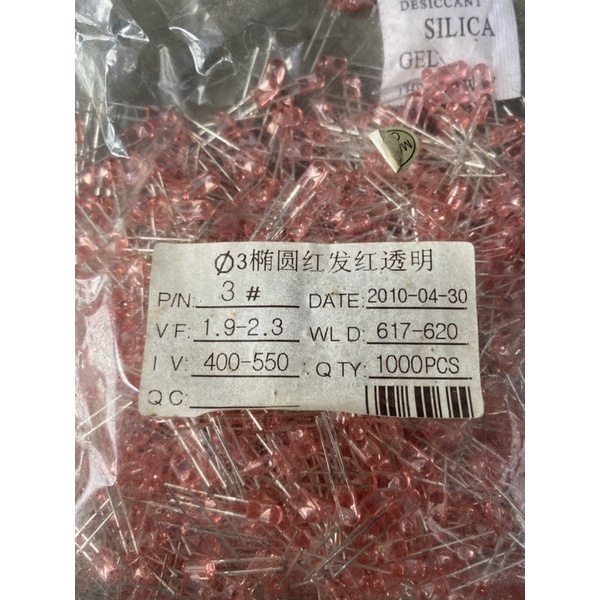 DESICCANT
SILICA
GEL
Ø3椭圆红发红透明
P/N: 3 # DATE: 2010-04-30
VF: 1.9-2.3 WL D: 617-620
I V: 400-550 Q TY: 1000PCS
Q C: